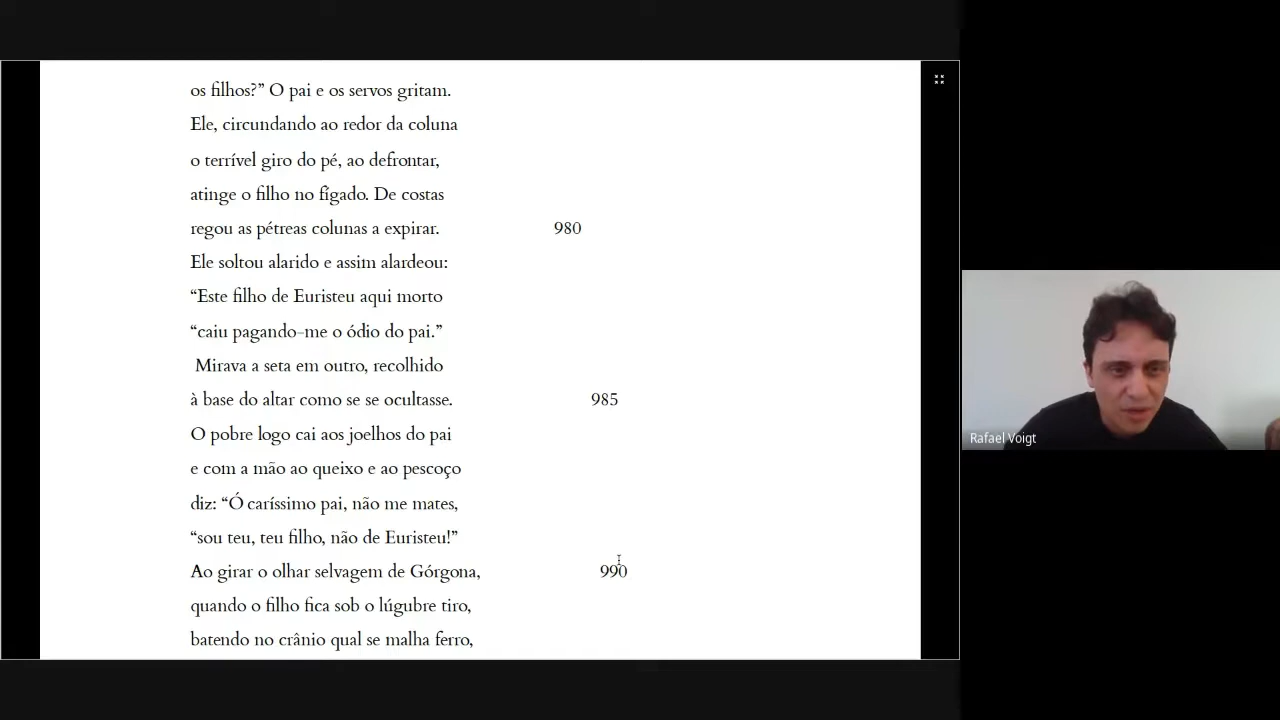 os filhos?” O pai e os servos gritam.
Ele, circundando ao redor da coluna
o terrível giro do pé, ao defrontar,
atinge o filho no fígado. De costas
regou as pétreas colunas a expirar. 980
Ele soltou alarido e assim alardeou:
“Este filho de Euristeu aqui morto
“caiu pagando-me o ódio do pai.”
Mirava a seta em outro, recolhido
à base do altar como se se ocultasse. 985
O pobre logo cai aos joelhos do pai
e com a mão ao queixo e ao pescoço
diz: “Ó caríssimo pai, não me mates,
“sou teu, teu filho, não de Euristeu!”
Ao girar o olhar selvagem de Górgona, 990
quando o filho fica sob o lúgubre tiro,
batendo no crânio qual se malha ferro,
Rafael Voigt